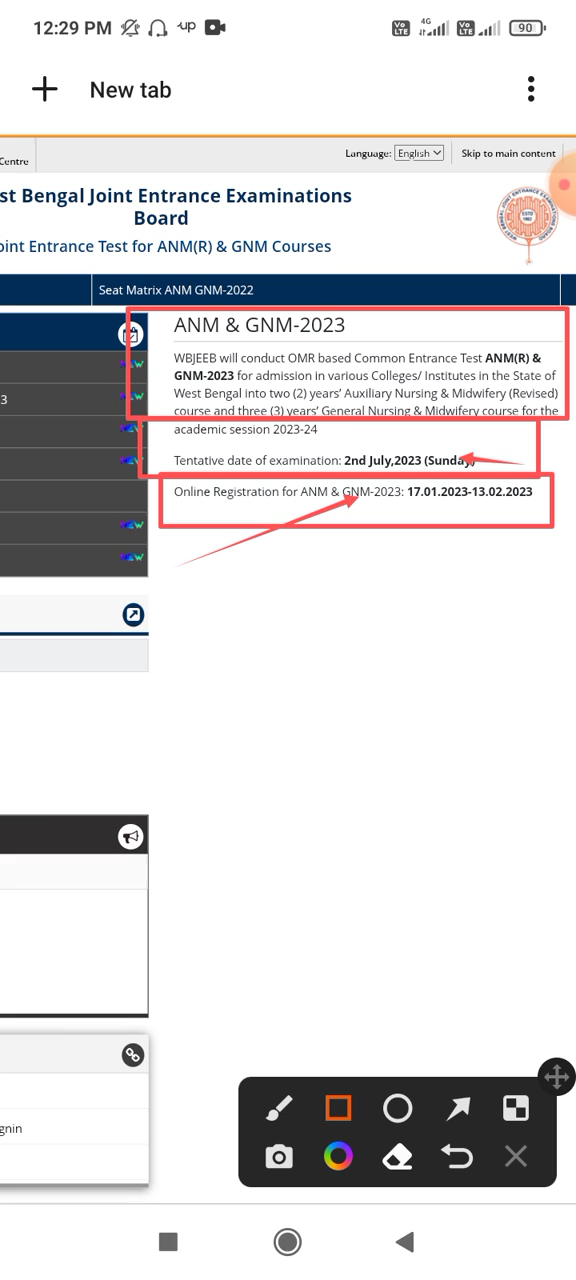 12:29 PM
4G
Vo LTE
Vo LTE
90
New tab
Centre
Language: English
Skip to main content
st Bengal Joint Entrance Examinations
Board
oint Entrance Test for ANM(R) & GNM Courses
Seat Matrix ANM GNM-2022
ANM & GNM-2023
WBJEEB will conduct OMR based Common Entrance Test ANM(R) &
GNM-2023 for admission in various Colleges/ Institutes in the State of
West Bengal into two (2) years' Auxiliary Nursing & Midwifery (Revised)
3
course and three (3) years' General Nursing & Midwifery course for the
academic session 2023-24
Tentative date of examination: 2nd July,2023 (Sunday)
Online Registration for ANM & GNM-2023: 17.01.2023-13.02.2023
gnin